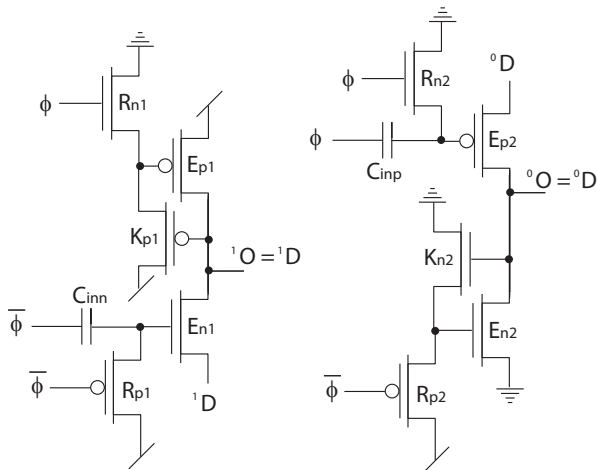 ϕ
Rn1
Ep1
Kp1
¹O = ¹D
Cinn
ϕ̅
En1
ϕ̅
Rp1
¹D
Rn2
ϕ
⁰D
ϕ
Cinp
Ep2
⁰O = ⁰D
Kn2
En2
ϕ̅
Rp2